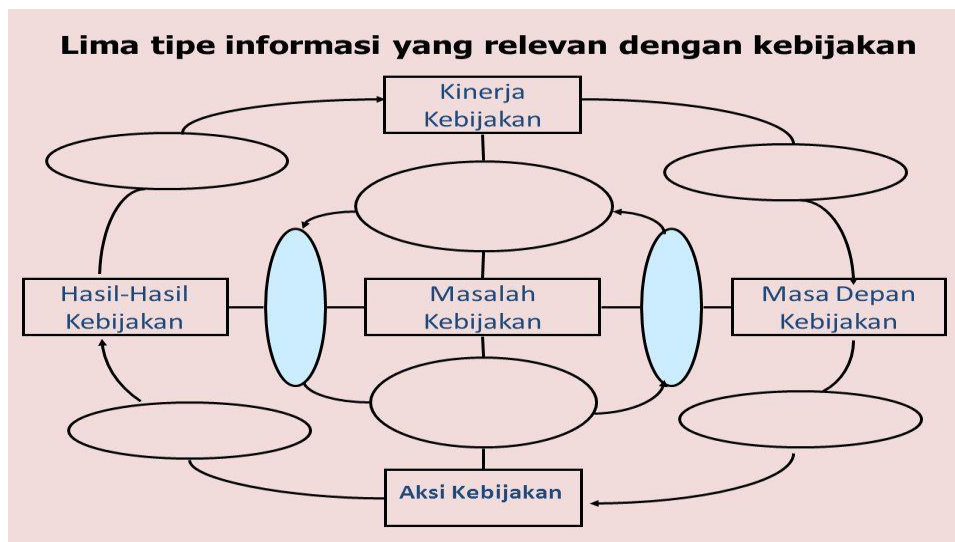 Lima tipe informasi yang relevan dengan kebijakan
Kinerja
Kebijakan
Hasil-Hasil
Kebijakan
Masalah
Kebijakan
Masa Depan
Kebijakan
Aksi Kebijakan